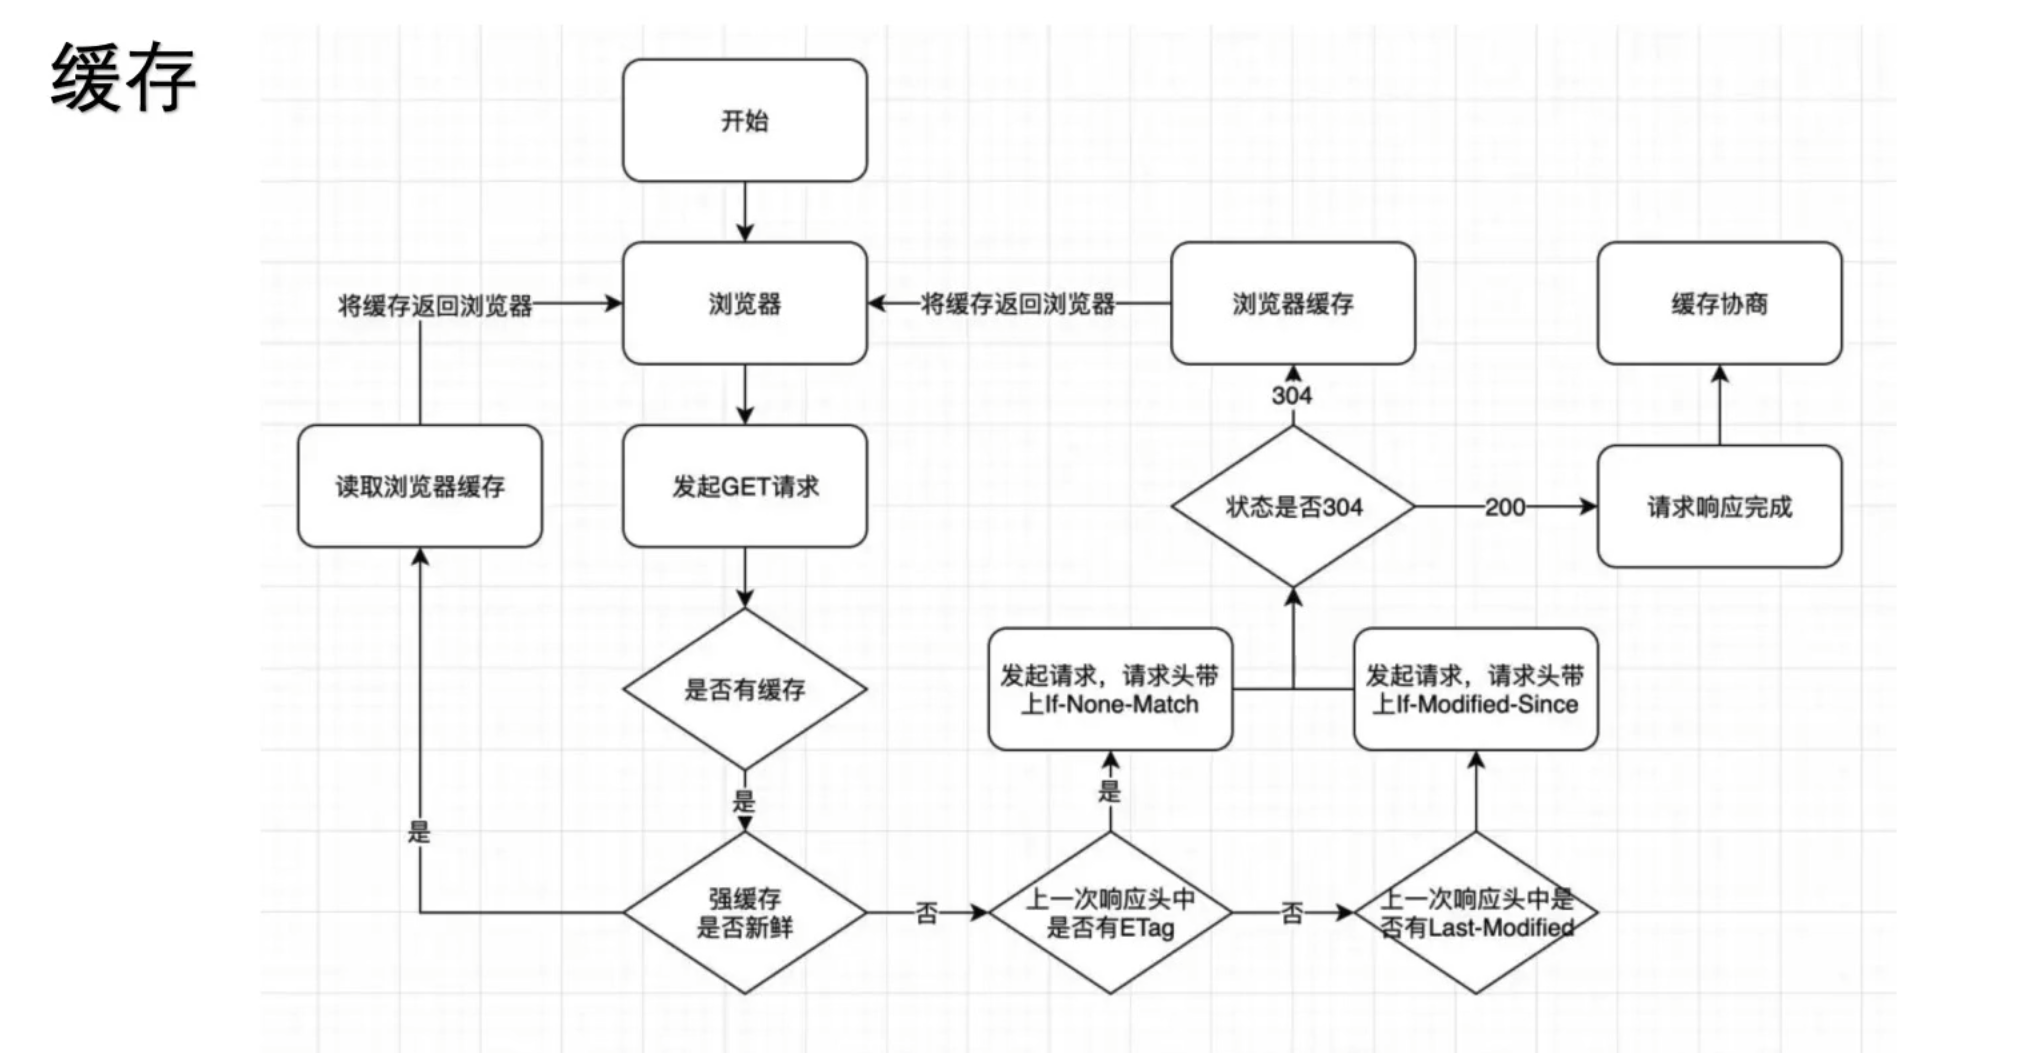 缓存
开始
将缓存返回浏览器
浏览器
将缓存返回浏览器
浏览器缓存
缓存协商
304
读取浏览器缓存
发起GET请求
状态是否304
200
请求响应完成
是否有缓存
发起请求，请求头带
上If-None-Match
发起请求，请求头带
上If-Modified-Since
是
是
是
强缓存
是否新鲜
否
上一次响应头中
是否有ETag
否
上一次响应头中是
否有Last-Modified